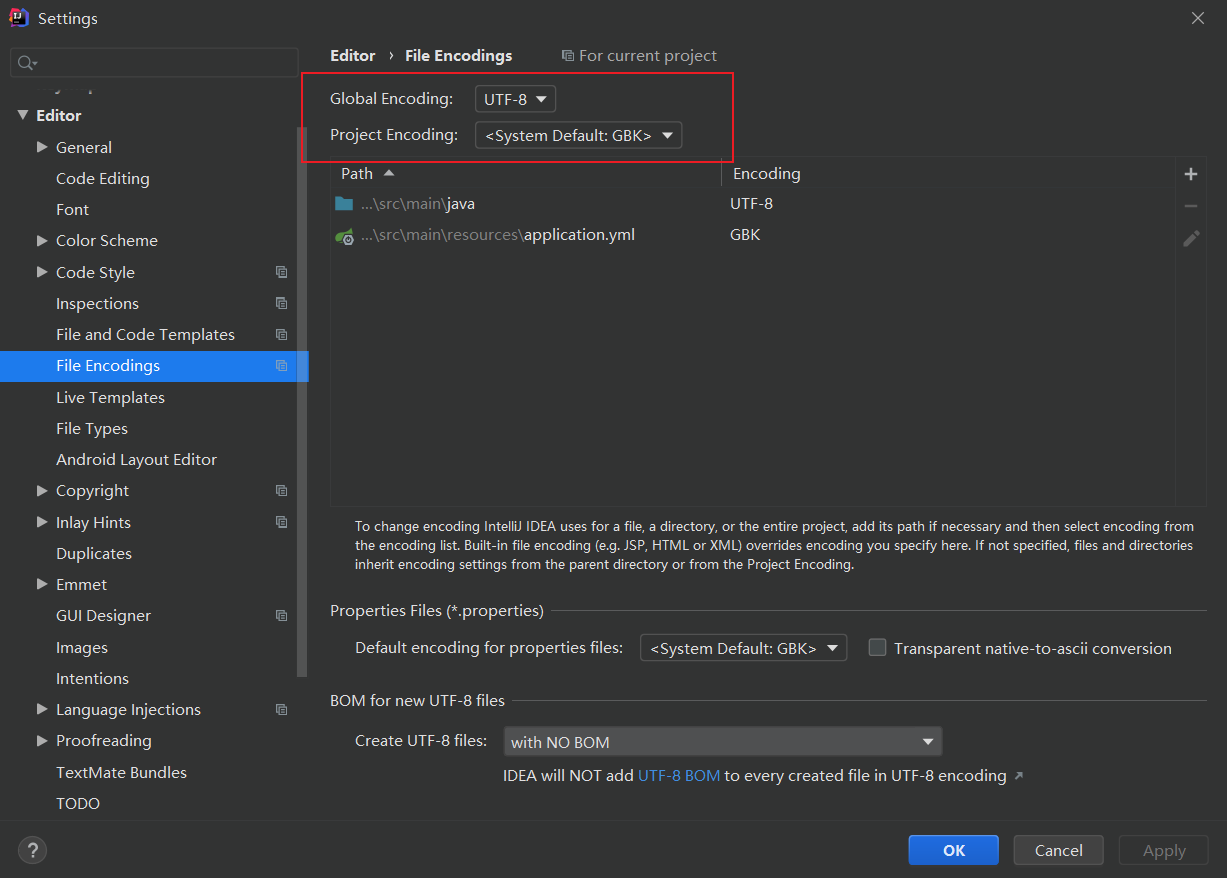 Settings
Editor › File Encodings For current project
Global Encoding: UTF-8
Project Encoding: <System Default: GBK>
Path Encoding
...\src\main\java UTF-8
...\src\main\resources\application.yml GBK
To change encoding IntelliJ IDEA uses for a file, a directory, or the entire project, add its path if necessary and then select encoding from
the encoding list. Built-in file encoding (e.g. JSP, HTML or XML) overrides encoding you specify here. If not specified, files and directories
inherit encoding settings from the parent directory or from the Project Encoding.
Properties Files (*.properties)
Default encoding for properties files: <System Default: GBK> Transparent native-to-ascii conversion
BOM for new UTF-8 files
Create UTF-8 files: with NO BOM
IDEA will NOT add UTF-8 BOM to every created file in UTF-8 encoding ↗
Editor
General
Code Editing
Font
Color Scheme
Code Style
Inspections
File and Code Templates
File Encodings
Live Templates
File Types
Android Layout Editor
Copyright
Inlay Hints
Duplicates
Emmet
GUI Designer
Images
Intentions
Language Injections
Proofreading
TextMate Bundles
TODO
?
OK Cancel Apply